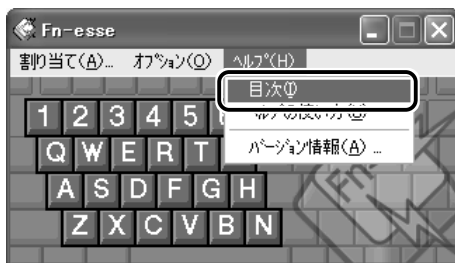 Fn-esse
割り当て(A)... オプション(O) ヘルプ(H)
目次(I)
バージョン情報(A) ...
1 2 3 4 5
Q W E R T
A S D F G H
Z X C V B N
Fn-